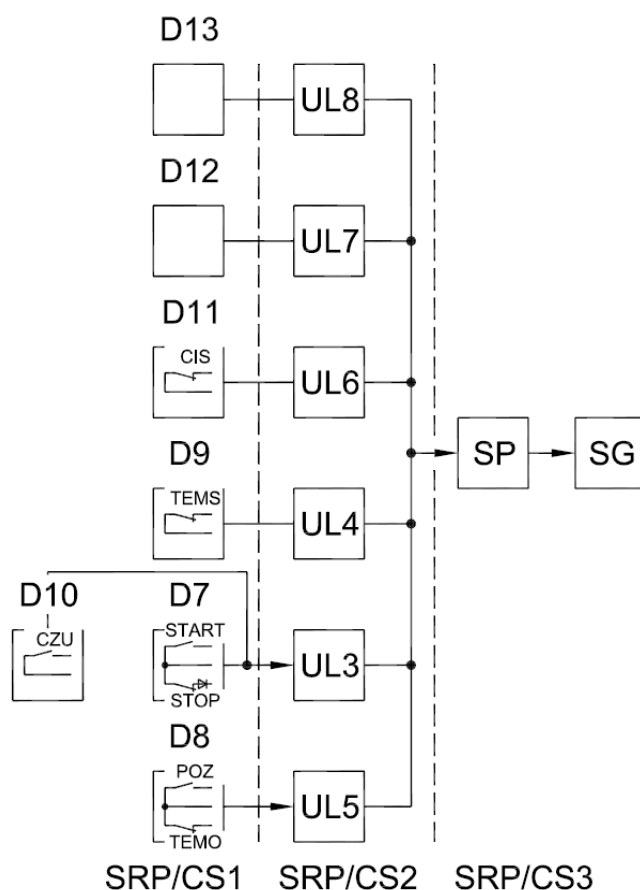 D13
UL8
D12
UL7
D11
CIS
UL6
SP
SG
D9
TEMS
UL4
D10
D7
CZU
START
UL3
STOP
D8
POZ
UL5
TEMO
SRP/CS1
SRP/CS2
SRP/CS3